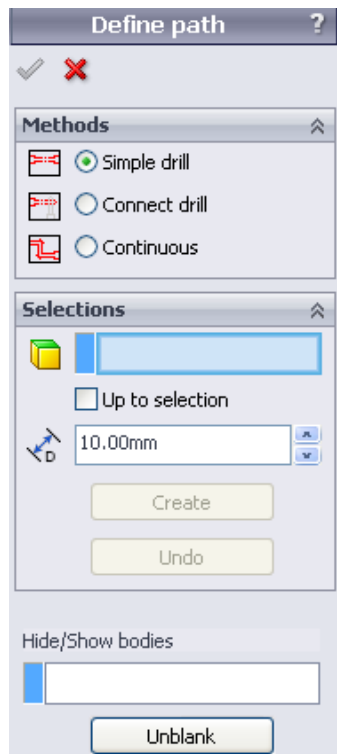 Define path ?
Methods
Simple drill
Connect drill
Continuous
Selections
Up to selection
D 10.00mm
Create
Undo
Hide/Show bodies
Unblank